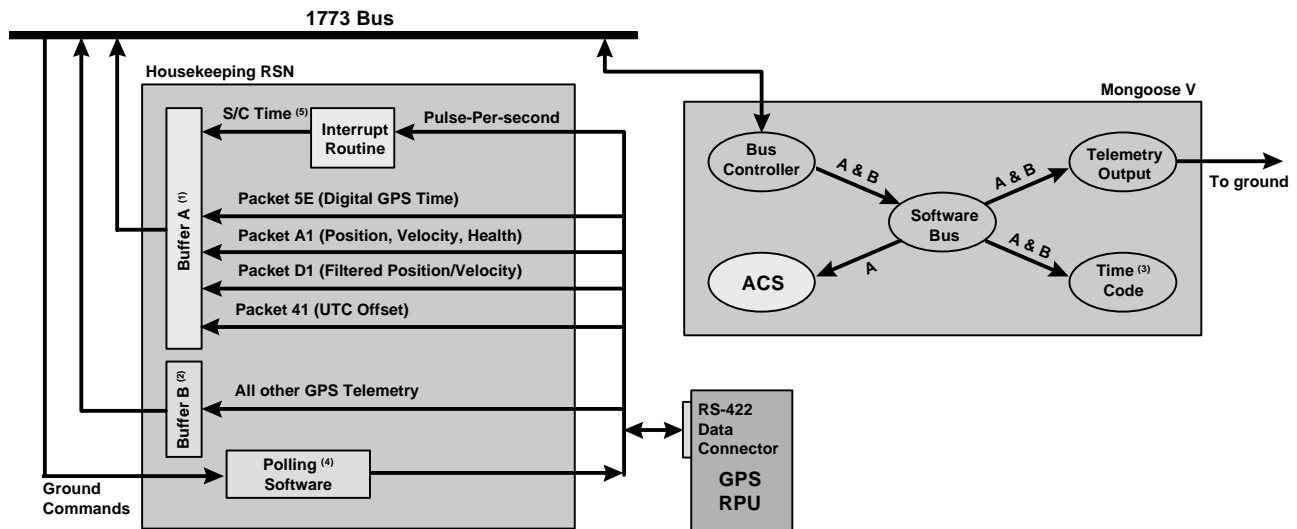 1773 Bus
Housekeeping RSN
S/C Time (5)
Interrupt
Routine
Pulse-Per-second
Packet 5E (Digital GPS Time)
Packet A1 (Position, Velocity, Health)
Packet D1 (Filtered Position/Velocity)
Packet 41 (UTC Offset)
Buffer A (1)
All other GPS Telemetry
Buffer B (2)
Polling (4)
Software
Ground
Commands
Mongoose V
Bus
Controller
A & B
Software
Bus
A & B
Telemetry
Output
To ground
A
ACS
A & B
Time (3)
Code
RS-422
Data
Connector
GPS
RPU